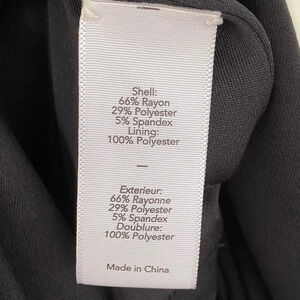 Shell:
66% Rayon
29% Polyester
5% Spandex
Lining:
100% Polyester
—
Exterieur:
66% Rayonne
29% Polyester
5% Spandex
Doublure:
100% Polyester
Made in China